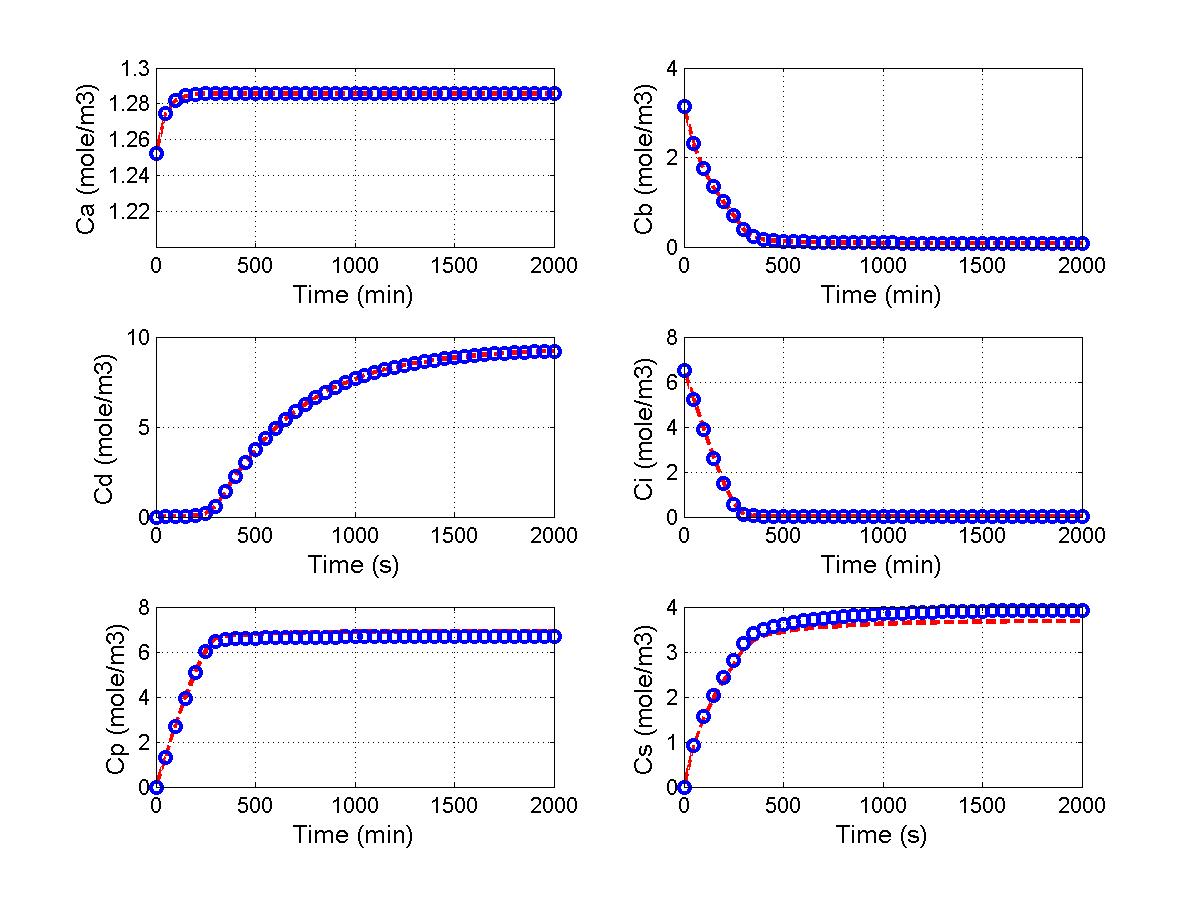 Ca (mole/m3)
1.3
1.28
1.26
1.24
1.22
0 500 1000 1500 2000
Time (min)
Cb (mole/m3)
4
2
0
0 500 1000 1500 2000
Time (min)
Cd (mole/m3)
10
5
0
0 500 1000 1500 2000
Time (s)
Ci (mole/m3)
8
6
4
2
0
0 500 1000 1500 2000
Time (min)
Cp (mole/m3)
8
6
4
2
0
0 500 1000 1500 2000
Time (min)
Cs (mole/m3)
4
3
2
1
0
0 500 1000 1500 2000
Time (s)